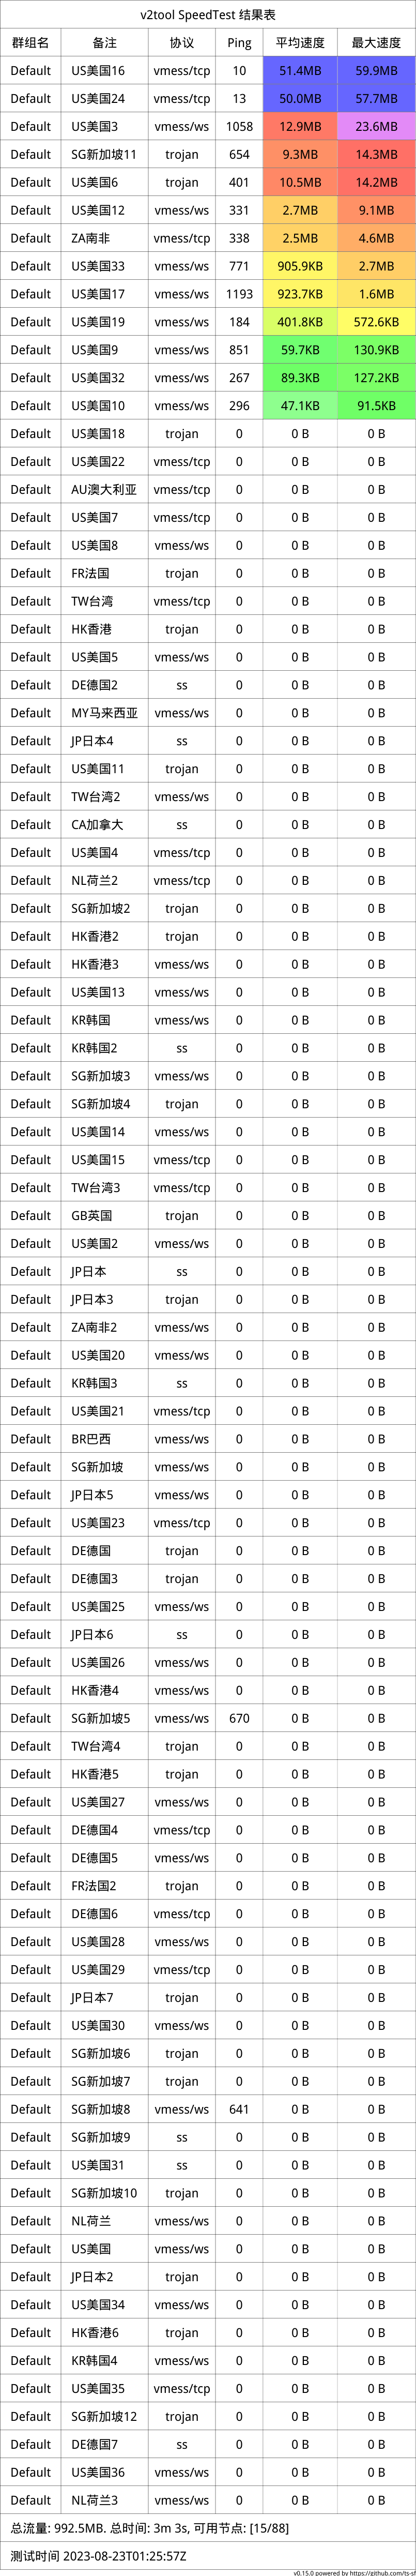 v2tool SpeedTest 结果表
群组名 备注 协议 Ping 平均速度 最大速度
Default US美国16 vmess/tcp 10 51.4MB 59.9MB
Default US美国24 vmess/tcp 13 50.0MB 57.7MB
Default US美国3 vmess/ws 1058 12.9MB 23.6MB
Default SG新加坡11 trojan 654 9.3MB 14.3MB
Default US美国6 trojan 401 10.5MB 14.2MB
Default US美国12 vmess/ws 331 2.7MB 9.1MB
Default ZA南非 vmess/tcp 338 2.5MB 4.6MB
Default US美国33 vmess/ws 771 905.9KB 2.7MB
Default US美国17 vmess/ws 1193 923.7KB 1.6MB
Default US美国19 vmess/ws 184 401.8KB 572.6KB
Default US美国9 vmess/ws 851 59.7KB 130.9KB
Default US美国32 vmess/ws 267 89.3KB 127.2KB
Default US美国10 vmess/ws 296 47.1KB 91.5KB
Default US美国18 trojan 0 0 B 0 B
Default US美国22 vmess/tcp 0 0 B 0 B
Default AU澳大利亚 vmess/tcp 0 0 B 0 B
Default US美国7 vmess/tcp 0 0 B 0 B
Default US美国8 vmess/ws 0 0 B 0 B
Default FR法国 trojan 0 0 B 0 B
Default TW台湾 vmess/tcp 0 0 B 0 B
Default HK香港 trojan 0 0 B 0 B
Default US美国5 vmess/ws 0 0 B 0 B
Default DE德国2 ss 0 0 B 0 B
Default MY马来西亚 vmess/ws 0 0 B 0 B
Default JP日本4 ss 0 0 B 0 B
Default US美国11 trojan 0 0 B 0 B
Default TW台湾2 vmess/ws 0 0 B 0 B
Default CA加拿大 ss 0 0 B 0 B
Default US美国4 vmess/tcp 0 0 B 0 B
Default NL荷兰2 vmess/tcp 0 0 B 0 B
Default SG新加坡2 trojan 0 0 B 0 B
Default HK香港2 trojan 0 0 B 0 B
Default HK香港3 vmess/ws 0 0 B 0 B
Default US美国13 vmess/ws 0 0 B 0 B
Default KR韩国 vmess/ws 0 0 B 0 B
Default KR韩国2 ss 0 0 B 0 B
Default SG新加坡3 vmess/ws 0 0 B 0 B
Default SG新加坡4 trojan 0 0 B 0 B
Default US美国14 vmess/ws 0 0 B 0 B
Default US美国15 vmess/tcp 0 0 B 0 B
Default TW台湾3 vmess/tcp 0 0 B 0 B
Default GB英国 trojan 0 0 B 0 B
Default US美国2 vmess/ws 0 0 B 0 B
Default JP日本 ss 0 0 B 0 B
Default JP日本3 trojan 0 0 B 0 B
Default ZA南非2 vmess/ws 0 0 B 0 B
Default US美国20 vmess/ws 0 0 B 0 B
Default KR韩国3 ss 0 0 B 0 B
Default US美国21 vmess/tcp 0 0 B 0 B
Default BR巴西 vmess/ws 0 0 B 0 B
Default SG新加坡 vmess/ws 0 0 B 0 B
Default JP日本5 vmess/ws 0 0 B 0 B
Default US美国23 vmess/tcp 0 0 B 0 B
Default DE德国 trojan 0 0 B 0 B
Default DE德国3 trojan 0 0 B 0 B
Default US美国25 vmess/ws 0 0 B 0 B
Default JP日本6 ss 0 0 B 0 B
Default US美国26 vmess/ws 0 0 B 0 B
Default HK香港4 vmess/ws 0 0 B 0 B
Default SG新加坡5 vmess/ws 670 0 B 0 B
Default TW台湾4 trojan 0 0 B 0 B
Default HK香港5 trojan 0 0 B 0 B
Default US美国27 vmess/ws 0 0 B 0 B
Default DE德国4 vmess/tcp 0 0 B 0 B
Default DE德国5 vmess/ws 0 0 B 0 B
Default FR法国2 trojan 0 0 B 0 B
Default DE德国6 vmess/tcp 0 0 B 0 B
Default US美国28 vmess/ws 0 0 B 0 B
Default US美国29 vmess/tcp 0 0 B 0 B
Default JP日本7 trojan 0 0 B 0 B
Default US美国30 vmess/ws 0 0 B 0 B
Default SG新加坡6 trojan 0 0 B 0 B
Default SG新加坡7 trojan 0 0 B 0 B
Default SG新加坡8 vmess/ws 641 0 B 0 B
Default SG新加坡9 ss 0 0 B 0 B
Default US美国31 ss 0 0 B 0 B
Default SG新加坡10 trojan 0 0 B 0 B
Default NL荷兰 vmess/ws 0 0 B 0 B
Default US美国 vmess/ws 0 0 B 0 B
Default JP日本2 trojan 0 0 B 0 B
Default US美国34 vmess/ws 0 0 B 0 B
Default HK香港6 trojan 0 0 B 0 B
Default KR韩国4 vmess/ws 0 0 B 0 B
Default US美国35 vmess/tcp 0 0 B 0 B
Default SG新加坡12 trojan 0 0 B 0 B
Default DE德国7 ss 0 0 B 0 B
Default US美国36 vmess/ws 0 0 B 0 B
Default NL荷兰3 vmess/ws 0 0 B 0 B
总流量: 992.5MB. 总时间: 3m 3s, 可用节点: [15/88]
测试时间 2023-08-23T01:25:57Z
v0.15.0 powered by https://github.com/ts-sl